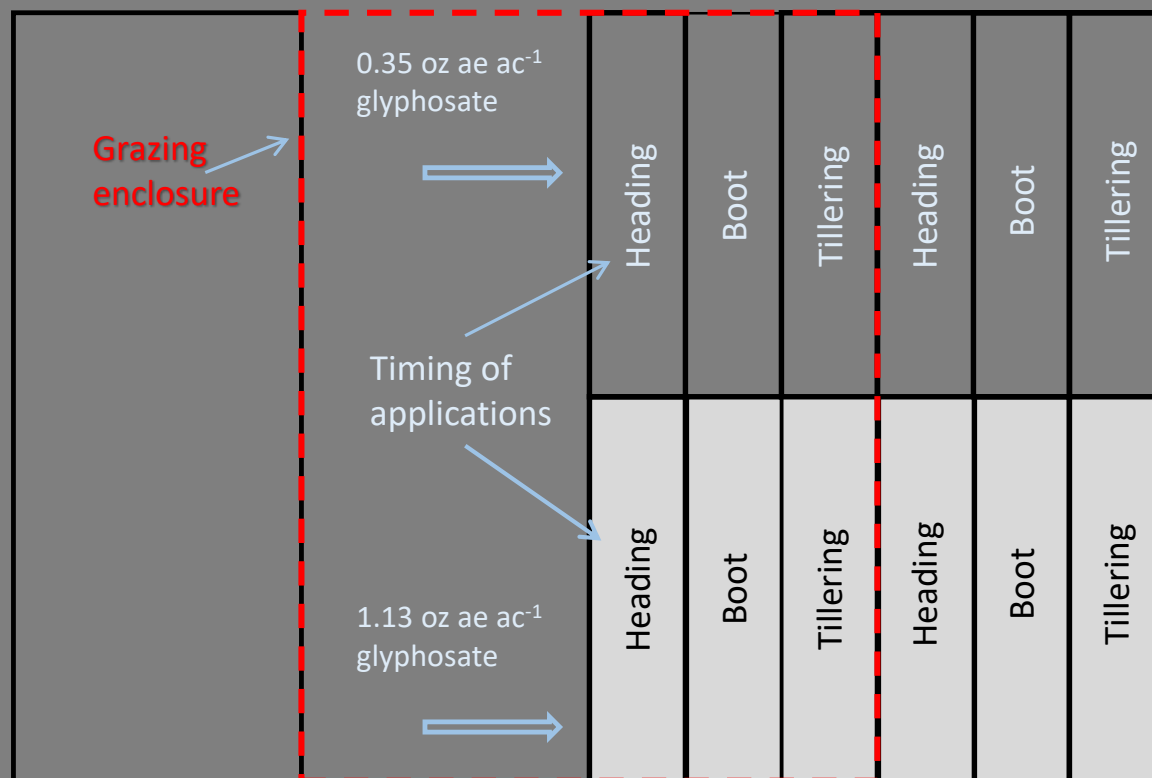 0.35 oz ae ac⁻¹
glyphosate
Grazing
enclosure
Heading
Boot
Tillering
Heading
Boot
Tillering
Timing of
applications
1.13 oz ae ac⁻¹
glyphosate
Heading
Boot
Tillering
Heading
Boot
Tillering